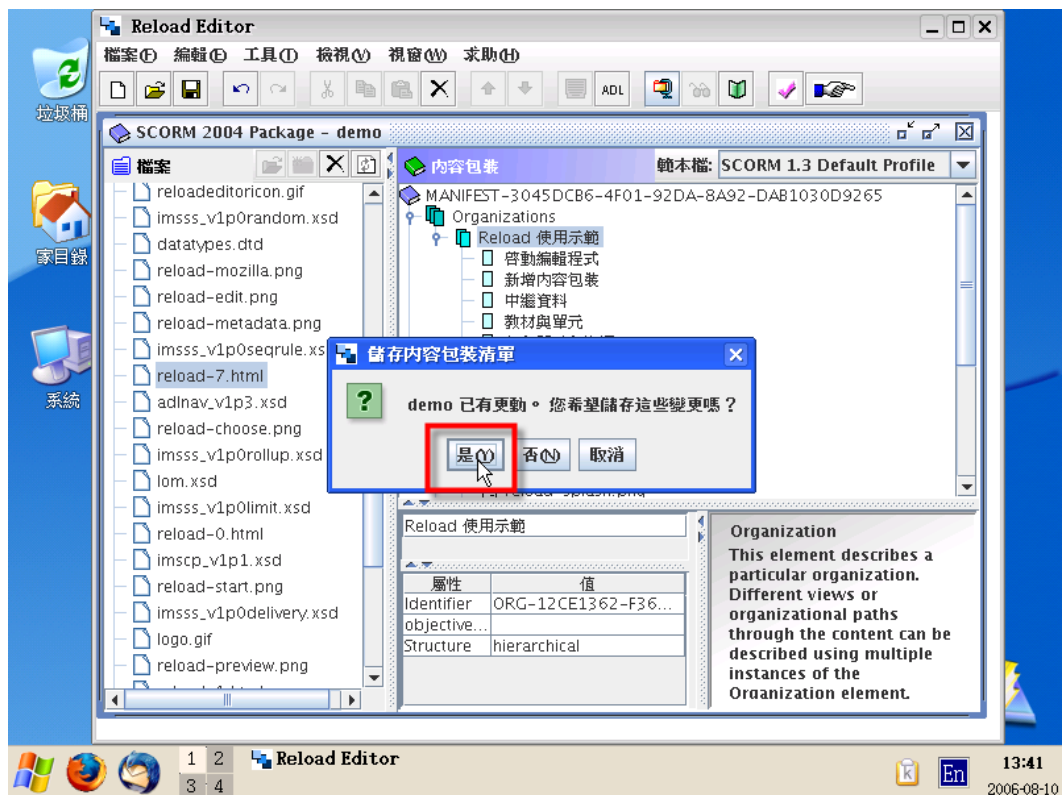 Reload Editor
檔案(F) 編輯(E) 工具(T) 檢視(V) 視窗(W) 求助(H)
ADL
垃圾桶
家目錄
系統
SCORM 2004 Package - demo
檔案
reloadeditoricon.gif
imsss_v1p0random.xsd
datatypes.dtd
reload-mozilla.png
reload-edit.png
reload-metadata.png
imsss_v1p0seqrule.xs
reload-7.html
adlnav_v1p3.xsd
reload-choose.png
imsss_v1p0rollup.xsd
lom.xsd
imsss_v1p0limit.xsd
reload-0.html
imscp_v1p1.xsd
reload-start.png
imsss_v1p0delivery.xsd
logo.gif
reload-preview.png
內容包裝 範本檔: SCORM 1.3 Default Profile
MANIFEST-3045DCB6-4F01-92DA-8A92-DAB1030D9265
Organizations
Reload 使用示範
啓動編輯程式
新增內容包裝
中繼資料
教材與單元
儲存內容包裝清單
demo 已有更動。 您希望儲存這些變更嗎？
是(Y) 否(N) 取消
reload-splash.png
Reload 使用示範
屬性 值
Identifier ORG-12CE1362-F36...
objective...
Structure hierarchical
Organization
This element describes a
particular organization.
Different views or
organizational paths
through the content can be
described using multiple
instances of the
Organization element.
1 2
3 4
Reload Editor
En
13:41
2006-08-10